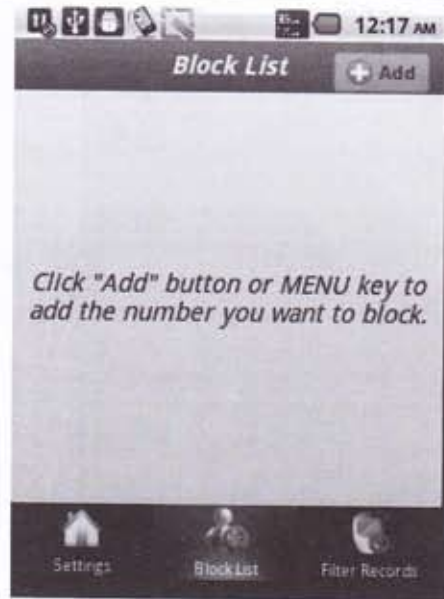 12:17 AM
Block List
Add
Click "Add" button or MENU key to
add the number you want to block.
Settings
Block List
Filter Records